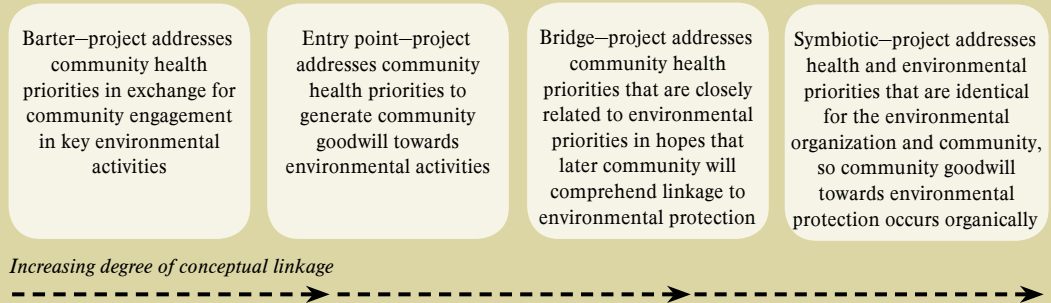 Barter—project addresses
community health
priorities in exchange for
community engagement
in key environmental
activities
Entry point—project
addresses community
health priorities to
generate community
goodwill towards
environmental activities
Bridge—project addresses
community health
priorities that are closely
related to environmental
priorities in hopes that
later community will
comprehend linkage to
environmental protection
Symbiotic—project addresses
health and environmental
priorities that are identical
for the environmental
organization and community,
so community goodwill
towards environmental
protection occurs organically
Increasing degree of conceptual linkage